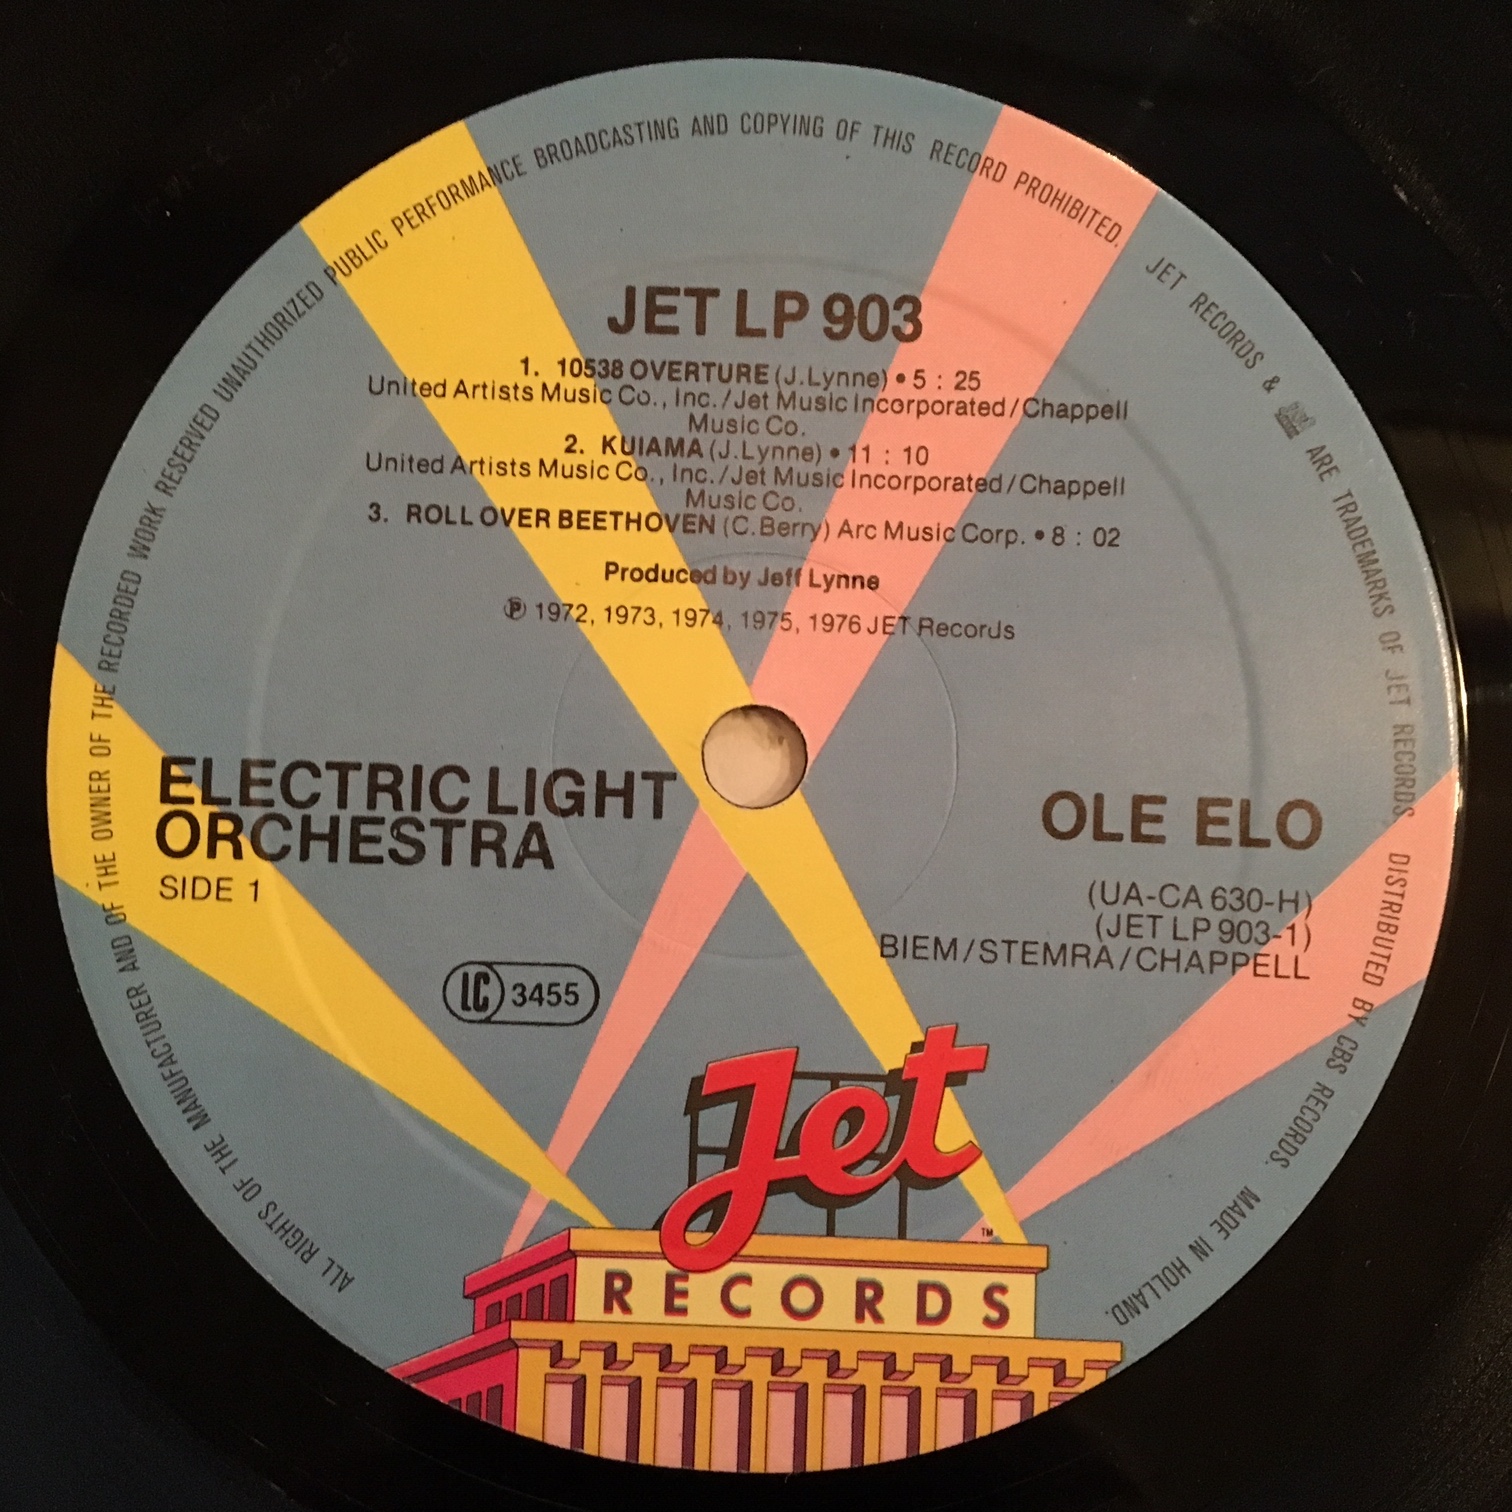 ALL RIGHTS OF THE MANUFACTURER AND OF THE OWNER OF THE RECORDED WORK RESERVED UNAUTHORIZED PUBLIC PERFORMANCE BROADCASTING AND COPYING OF THIS RECORD PROHIBITED. JET RECORDS & ARE TRADEMARKS OF JET RECORDS. DISTRIBUTED BY CBS RECORDS. MADE IN HOLLAND.
JET LP 903
1. 10538 OVERTURE (J.Lynne) • 5 : 25
United Artists Music Co., Inc./Jet Music Incorporated/Chappell
Music Co.
2. KUIAMA (J.Lynne) • 11 : 10
United Artists Music Co., Inc./Jet Music Incorporated/Chappell
Music Co.
3. ROLL OVER BEETHOVEN (C.Berry) Arc Music Corp. • 8 : 02
Produced by Jeff Lynne
℗ 1972, 1973, 1974, 1975, 1976 JET Records
ELECTRIC LIGHT
ORCHESTRA
SIDE 1
OLE ELO
(UA-CA 630-H)
(JET LP 903-1)
BIEM/STEMRA/CHAPPELL
LC 3455
Jet
TM
RECORDS